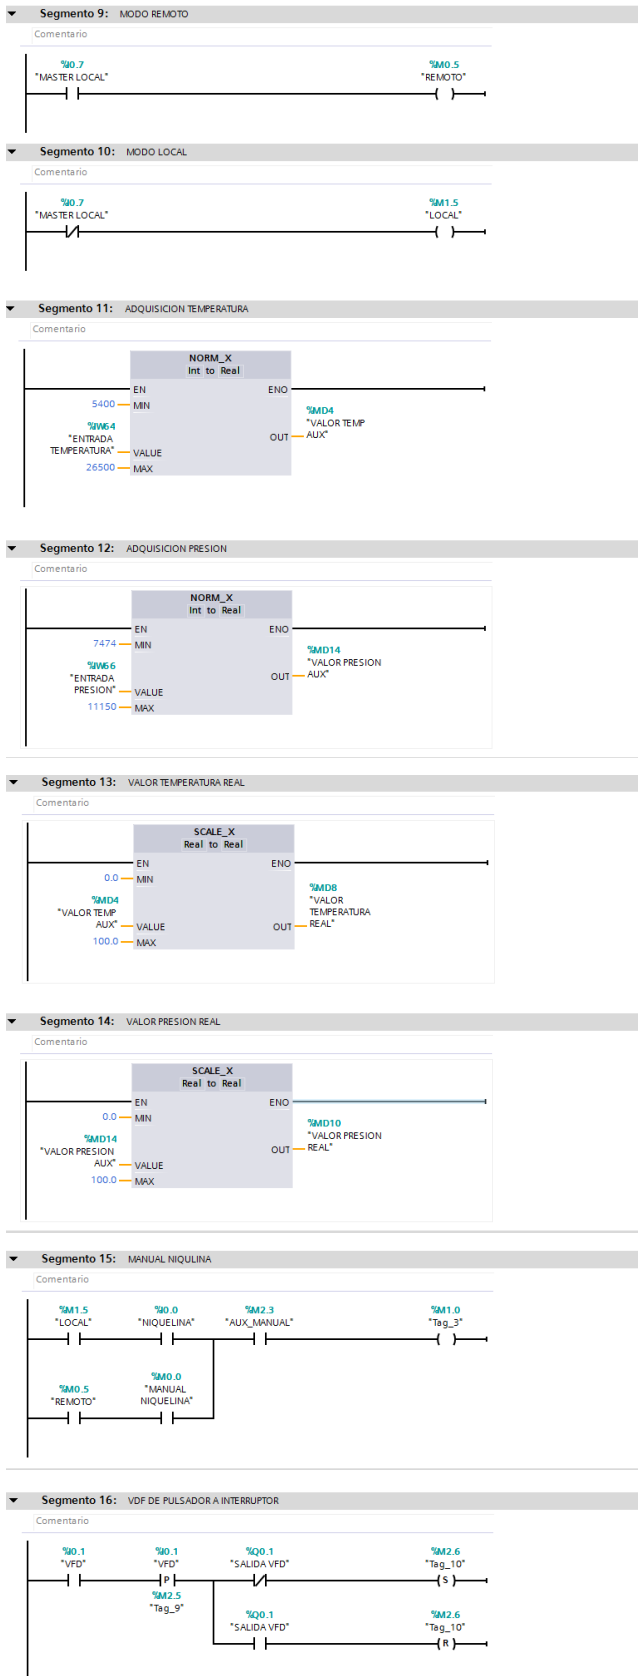 Segmento 9: MODO REMOTO
Comentario
%I0.7
"MASTER LOCAL"
%M0.5
"REMOTO"
Segmento 10: MODO LOCAL
Comentario
%I0.7
"MASTER LOCAL"
%M1.5
"LOCAL"
Segmento 11: ADQUISICION TEMPERATURA
Comentario
NORM_X
Int to Real
EN
ENO
5400
MIN
%IW64
"ENTRADA
TEMPERATURA"
VALUE
26500
MAX
OUT
%MD4
"VALOR TEMP
AUX"
Segmento 12: ADQUISICION PRESION
Comentario
NORM_X
Int to Real
EN
ENO
7474
MIN
%IW66
"ENTRADA
PRESION"
VALUE
11150
MAX
OUT
%MD14
"VALOR PRESION
AUX"
Segmento 13: VALOR TEMPERATURA REAL
Comentario
SCALE_X
Real to Real
EN
ENO
0.0
MIN
%MD4
"VALOR TEMP
AUX"
VALUE
100.0
MAX
OUT
%MD8
"VALOR
TEMPERATURA
REAL"
Segmento 14: VALOR PRESION REAL
Comentario
SCALE_X
Real to Real
EN
ENO
0.0
MIN
%MD14
"VALOR PRESION
AUX"
VALUE
100.0
MAX
OUT
%MD10
"VALOR PRESION
REAL"
Segmento 15: MANUAL NIQULINA
Comentario
%M1.5
"LOCAL"
%I0.0
"NIQUELINA"
%M2.3
"AUX_MANUAL"
%M1.0
"Tag_3"
%M0.5
"REMOTO"
%M0.0
"MANUAL
NIQUELINA"
Segmento 16: VDF DE PULSADOR A INTERRUPTOR
Comentario
%I0.1
"VFD"
%I0.1
"VFD"
P
%M2.5
"Tag_9"
%Q0.1
"SALIDA VFD"
%M2.6
"Tag_10"
S
%Q0.1
"SALIDA VFD"
%M2.6
"Tag_10"
R